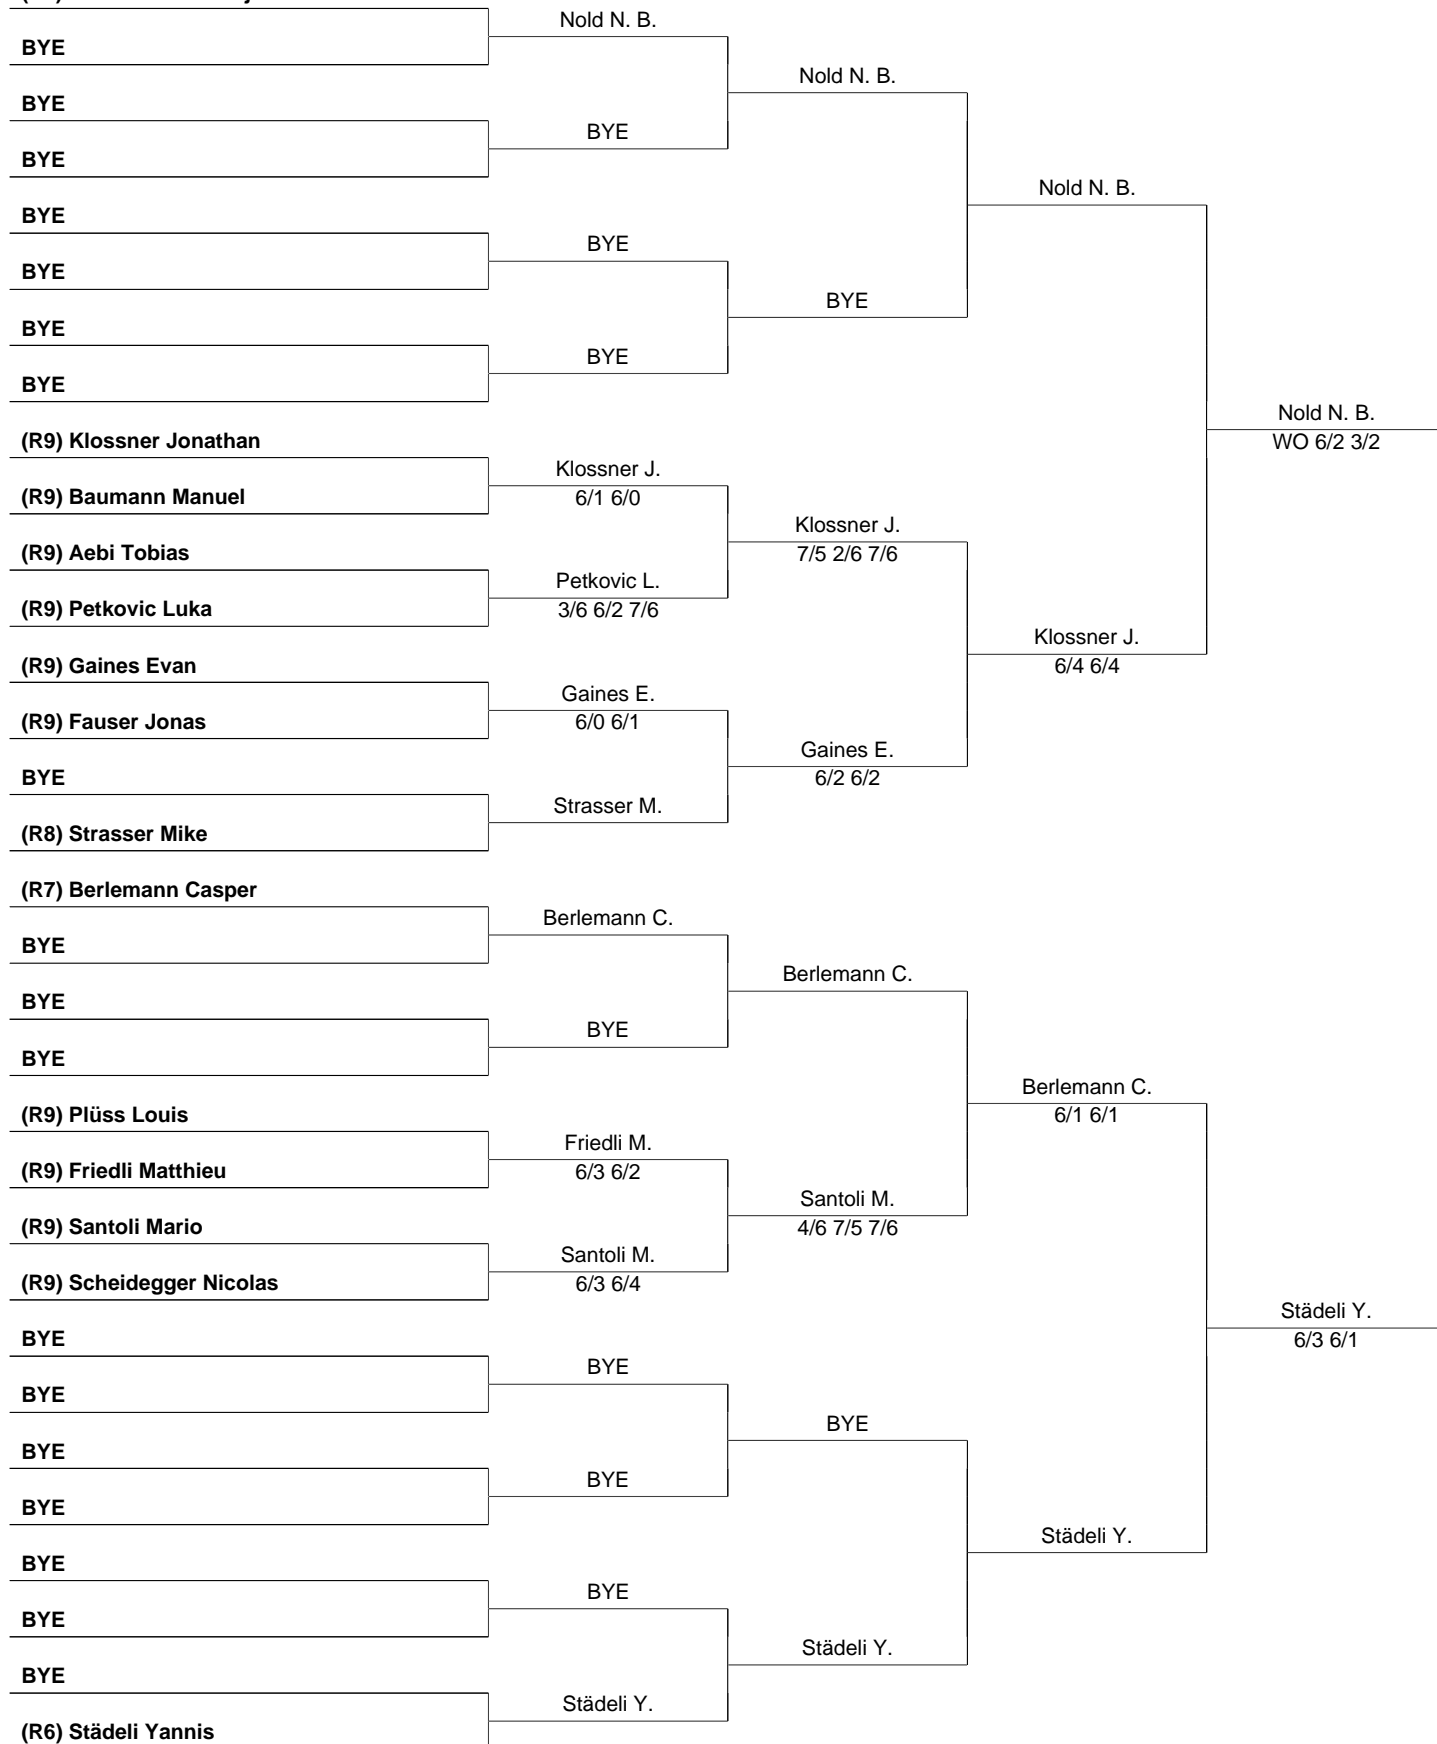 BYE
BYE
BYE
BYE
BYE
BYE
BYE
(R9) Klossner Jonathan
(R9) Baumann Manuel
(R9) Aebi Tobias
(R9) Petkovic Luka
(R9) Gaines Evan
(R9) Fauser Jonas
BYE
(R8) Strasser Mike
(R7) Berlemann Casper
BYE
BYE
BYE
(R9) Plüss Louis
(R9) Friedli Matthieu
(R9) Santoli Mario
(R9) Scheidegger Nicolas
BYE
BYE
BYE
BYE
BYE
BYE
BYE
(R6) Städeli Yannis
Nold N. B.
BYE
BYE
BYE
Klossner J.
6/1 6/0
Petkovic L.
3/6 6/2 7/6
Gaines E.
6/0 6/1
Strasser M.
Berlemann C.
BYE
Friedli M.
6/3 6/2
Santoli M.
6/3 6/4
BYE
BYE
BYE
Städeli Y.
Nold N. B.
BYE
Klossner J.
7/5 2/6 7/6
Gaines E.
6/2 6/2
Berlemann C.
Santoli M.
4/6 7/5 7/6
BYE
Städeli Y.
Nold N. B.
Klossner J.
6/4 6/4
Berlemann C.
6/1 6/1
Städeli Y.
Nold N. B.
WO 6/2 3/2
Städeli Y.
6/3 6/1